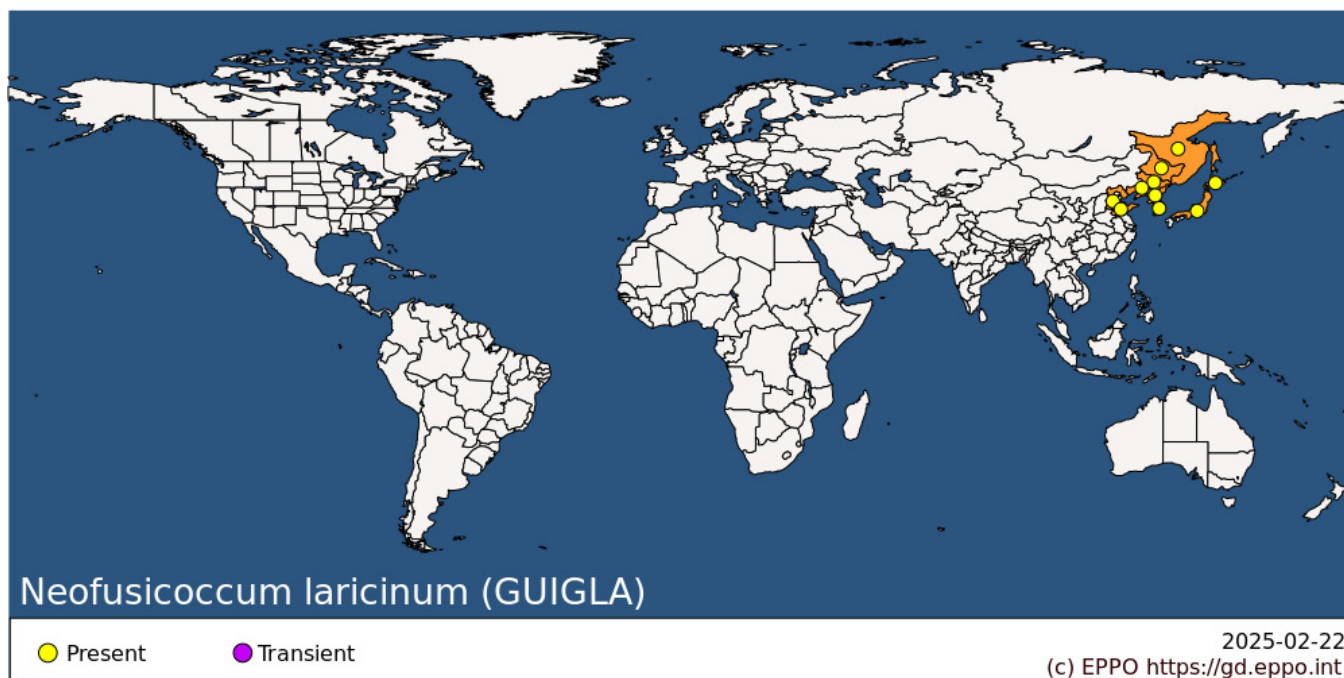 Neofusicoccum laricinum (GUIGLA)
Present
Transient
2025-02-22
(c) EPPO https://gd.eppo.int